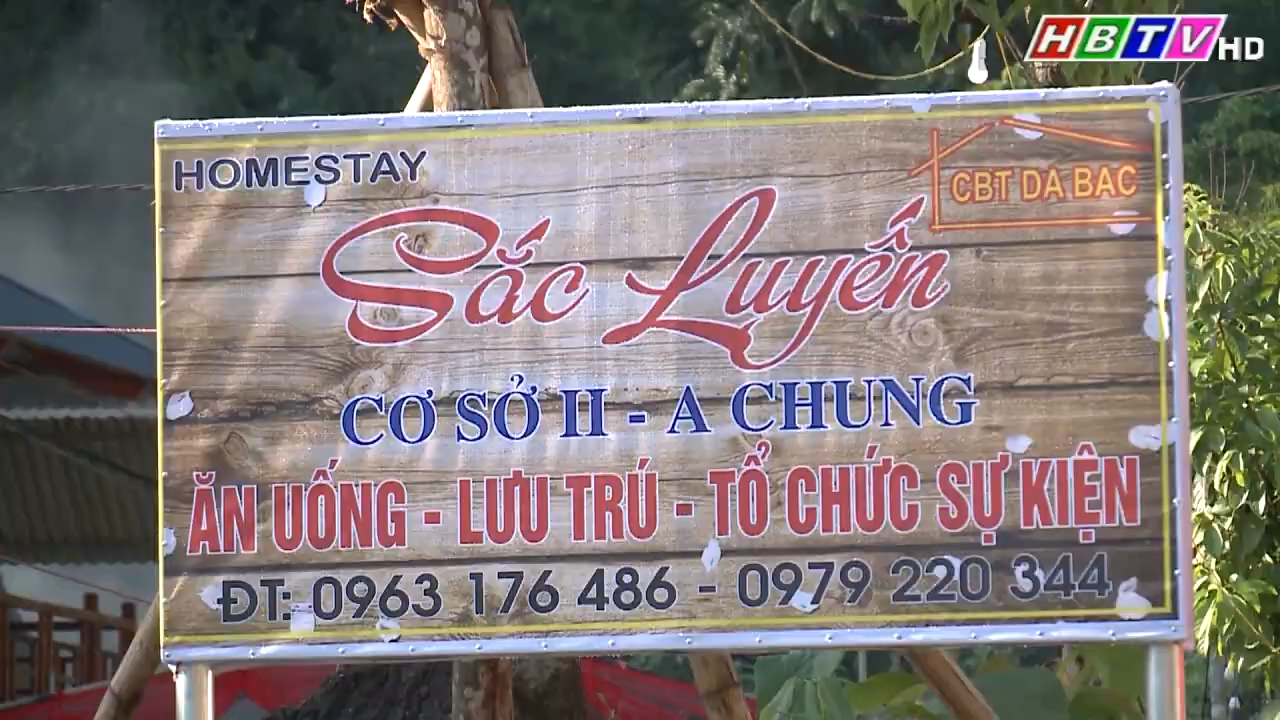 HBTV HD
HOMESTAY
CBT DA BAC
Sắc Luyến
CƠ SỞ II - A CHUNG
ĂN UỐNG - LƯU TRÚ - TỔ CHỨC SỰ KIỆN
ĐT: 0963 176 486 - 0979 220 344